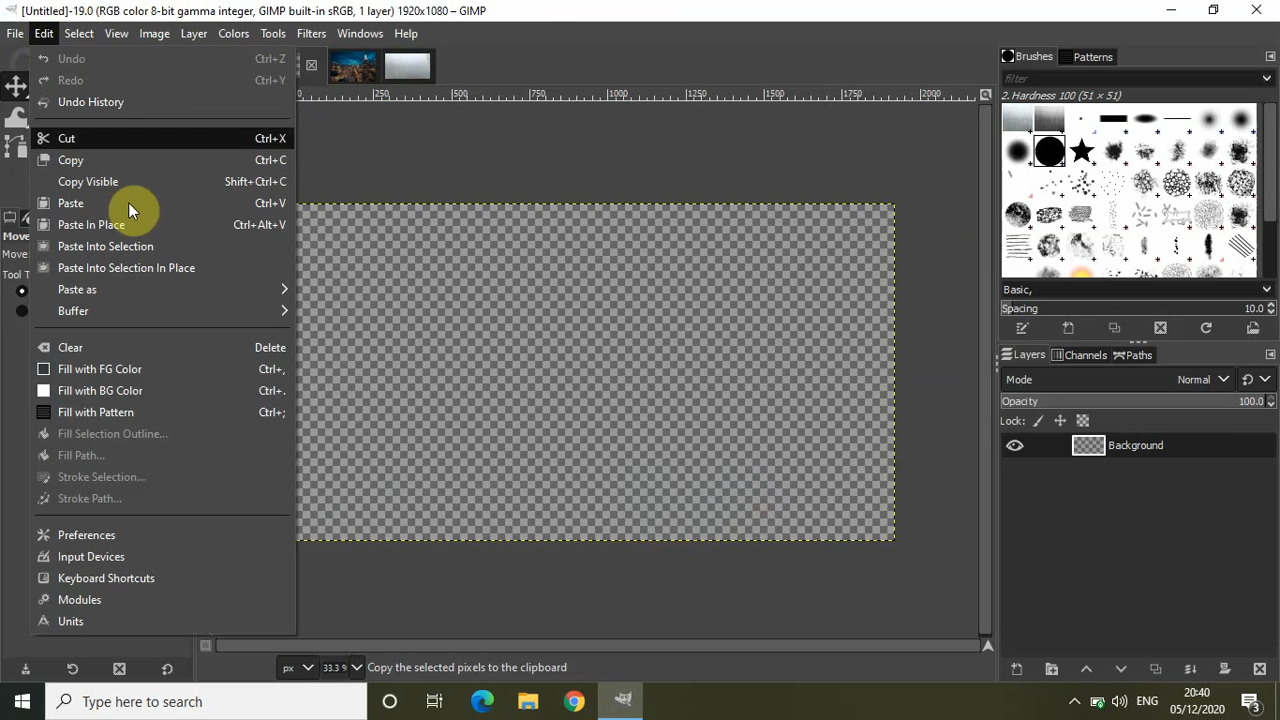 [Untitled]-19.0 (RGB color 8-bit gamma integer, GIMP built-in sRGB, 1 layer) 1920x1080 – GIMP
File Edit Select View Image Layer Colors Tools Filters Windows Help
Undo Ctrl+Z
Redo Ctrl+Y
Undo History
Cut Ctrl+X
Copy Ctrl+C
Copy Visible Shift+Ctrl+C
Paste Ctrl+V
Paste In Place Ctrl+Alt+V
Paste Into Selection
Paste Into Selection In Place
Paste as
Buffer
Clear Delete
Fill with FG Color Ctrl+,
Fill with BG Color Ctrl+.
Fill with Pattern Ctrl+;
Fill Selection Outline...
Fill Path...
Stroke Selection...
Stroke Path...
Preferences
Input Devices
Keyboard Shortcuts
Modules
Units
Move
Tool T
250 500 750 1000 1250 1500 1750 2000
px 33.3 % Copy the selected pixels to the clipboard
Brushes Patterns
filter
2. Hardness 100 (51 × 51)
Basic,
Spacing 10.0
Layers Channels Paths
Mode Normal
Opacity 100.0
Lock:
Background
Type here to search
ENG
20:40
05/12/2020
3